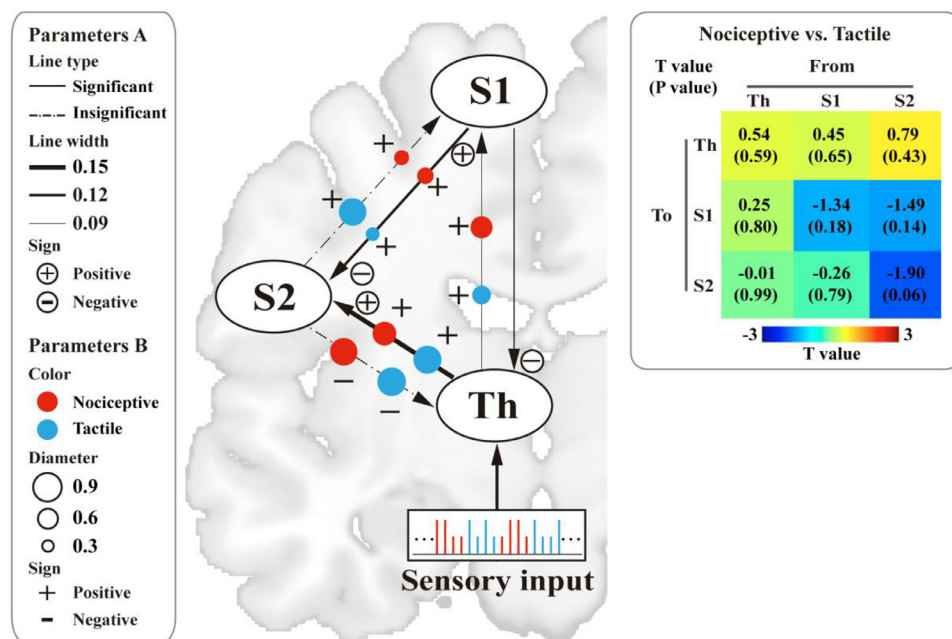 Parameters A
Line type
Significant
Insignificant
Line width
0.15
0.12
0.09
Sign
⊕ Positive
⊖ Negative
Parameters B
Color
Nociceptive
Tactile
Diameter
0.9
0.6
0.3
Sign
+ Positive
− Negative
S1
+
⊕
+
+
+
+
+
S2
⊖
⊕
+
+
+
−
−
⊖
Th
... ...
Sensory input
Nociceptive vs. Tactile
T value
(P value)
From
Th S1 S2
To
Th 0.54 0.45 0.79
(0.59) (0.65) (0.43)
S1 0.25 -1.34 -1.49
(0.80) (0.18) (0.14)
S2 -0.01 -0.26 -1.90
(0.99) (0.79) (0.06)
-3 3
T value